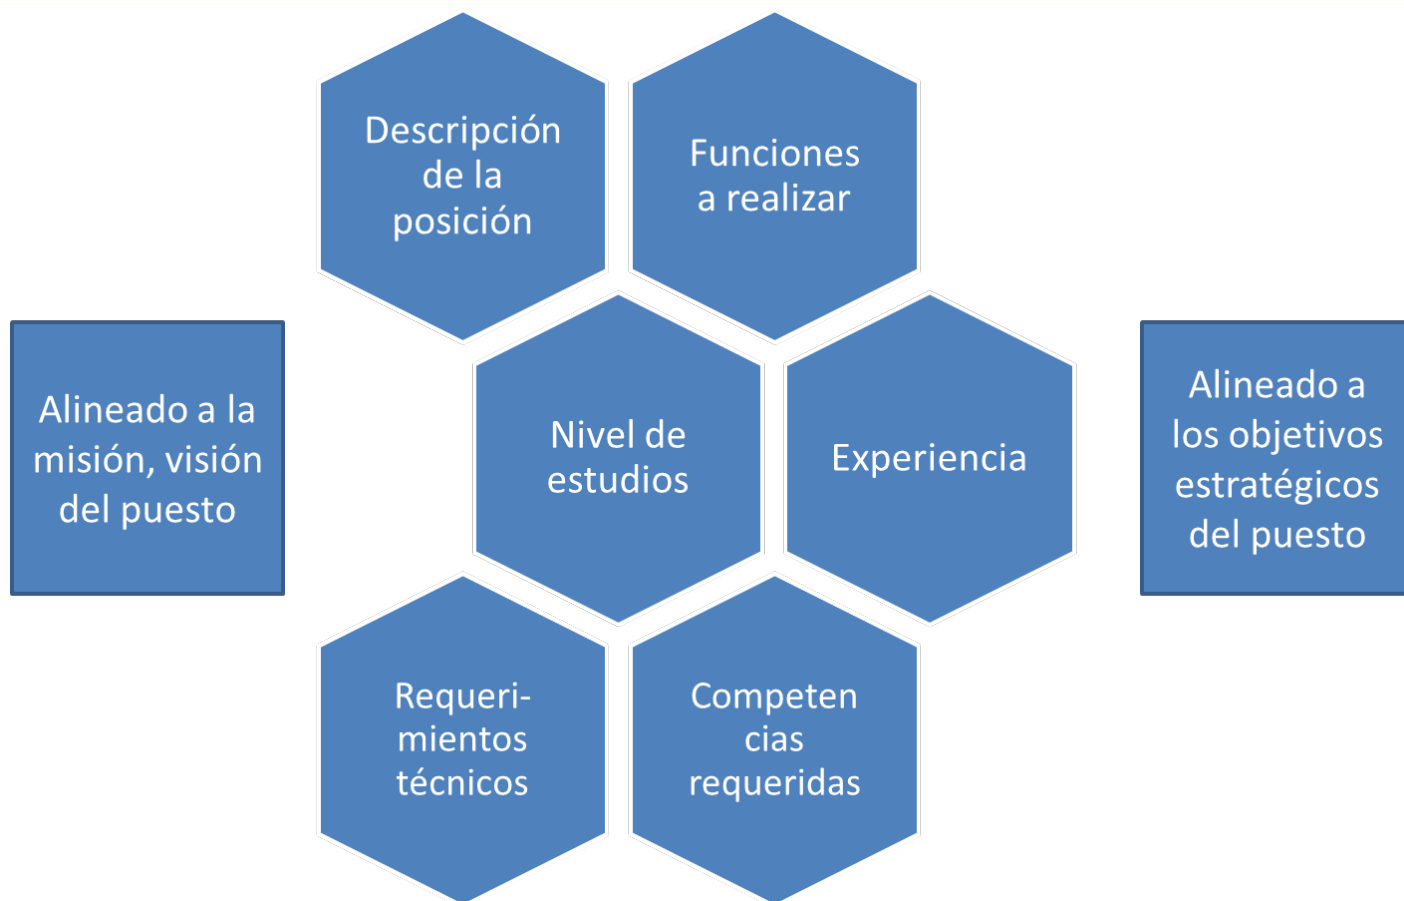 Descripción
de la
posición
Funciones
a realizar
Alineado a la
misión, visión
del puesto
Nivel de
estudios
Experiencia
Alineado a
los objetivos
estratégicos
del puesto
Requeri-
mientos
técnicos
Competen
cias
requeridas